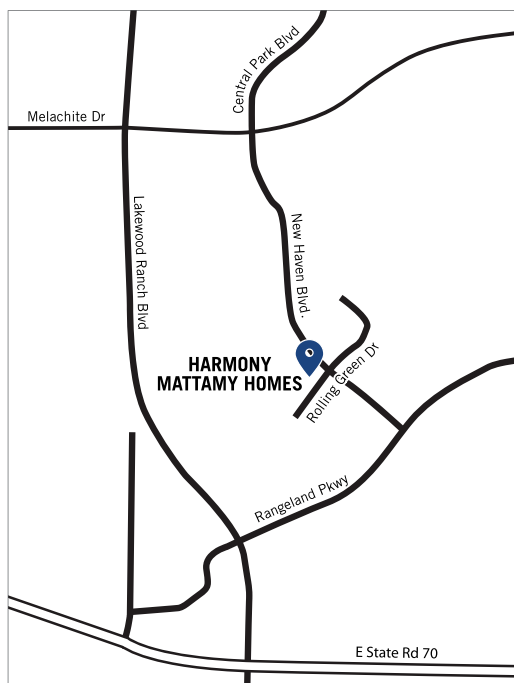 Central Park Blvd
Melachite Dr
Lakewood Ranch Blvd
New Haven Blvd.
HARMONY
MATTAMY HOMES
Rolling Green Dr
Rangeland Pkwy
E State Rd 70